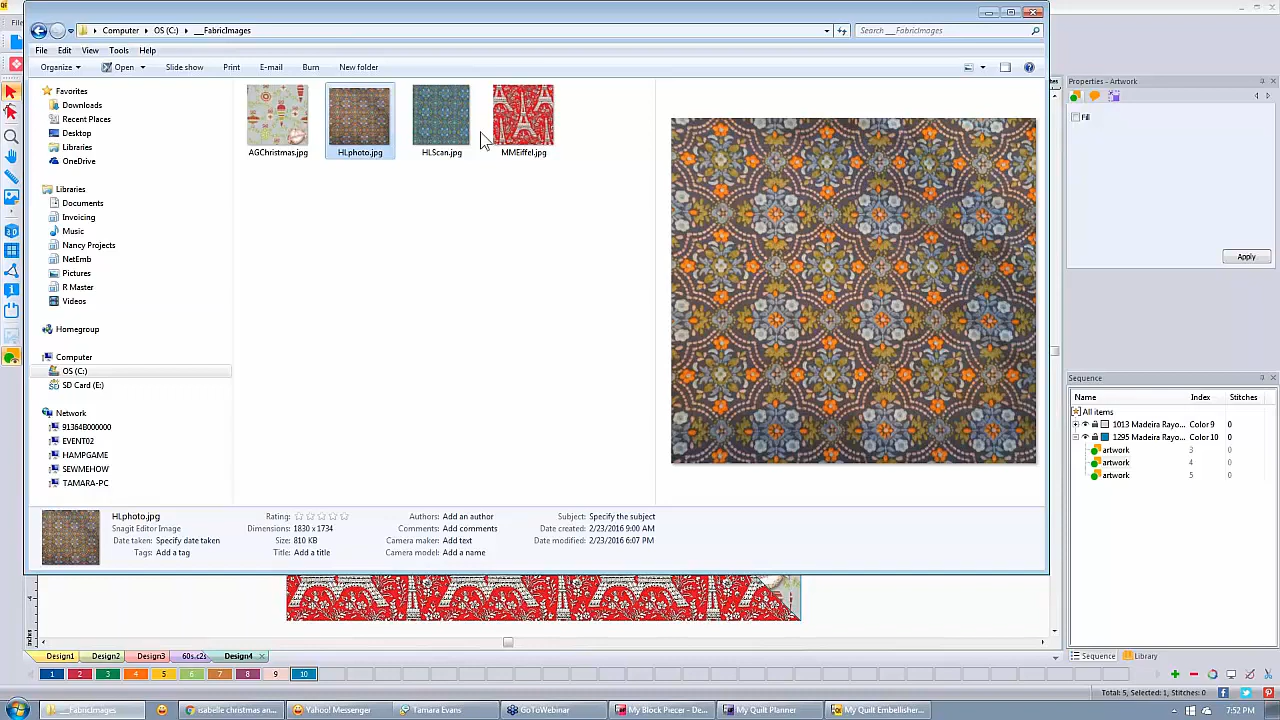 File
Computer OS (C:) __FabricImages
Search __FabricImages
File Edit View Tools Help
Organize Open Slide show Print E-mail Burn New folder
Favorites
Downloads
Recent Places
Desktop
Libraries
OneDrive
Libraries
Documents
Invoicing
Music
Nancy Projects
NetEmb
Pictures
R Master
Videos
Homegroup
Computer
OS (C:)
SD Card (E:)
Network
91364B000000
EVENT02
HAMPGAME
SEWMEHOW
TAMARA-PC
AGChristmas.jpg HLphoto.jpg HLScan.jpg MMEiffel.jpg
HLphoto.jpg
Snagit Editor Image
Date taken: Specify date taken
Tags: Add a tag
Rating:
Dimensions: 1830 x 1734
Size: 810 KB
Title: Add a title
Authors: Add an author
Comments: Add comments
Camera maker: Add text
Camera model: Add a name
Subject: Specify the subject
Date created: 2/23/2016 9:00 AM
Date modified: 2/23/2016 6:07 PM
Properties - Artwork
Fill
Apply
Sequence
Name Index Stitches
All items
1013 Madeira Rayo... Color 9 0
1295 Madeira Rayo... Color 10 0
artwork 3 0
artwork 4 0
artwork 5 0
Sequence Library
Design1 Design2 Design3 60s.c2s Design4
1 2 3 4 5 6 7 8 9 10
Total: 5, Selected: 1, Stitches: 0
__FabricImages isabelle christmas an... Yahoo! Messenger Tamara Evans GoToWebinar My Block Piecer - De... My Quilt Planner My Quilt Embellisher... 7:52 PM